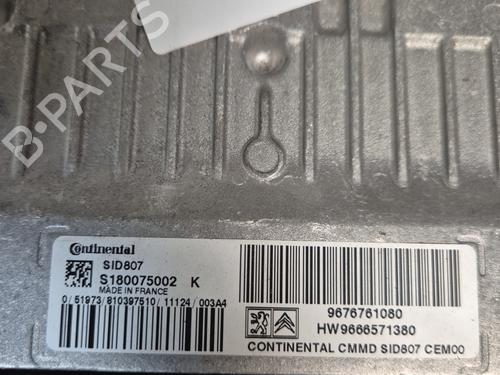 B-PARTS
Continental
SID807
S180075002 K
MADE IN FRANCE
0 / 51973 / 810397510 / 11124 / 003A4
9676761080
HW9666571380
CONTINENTAL CMMD SID807 CEM00